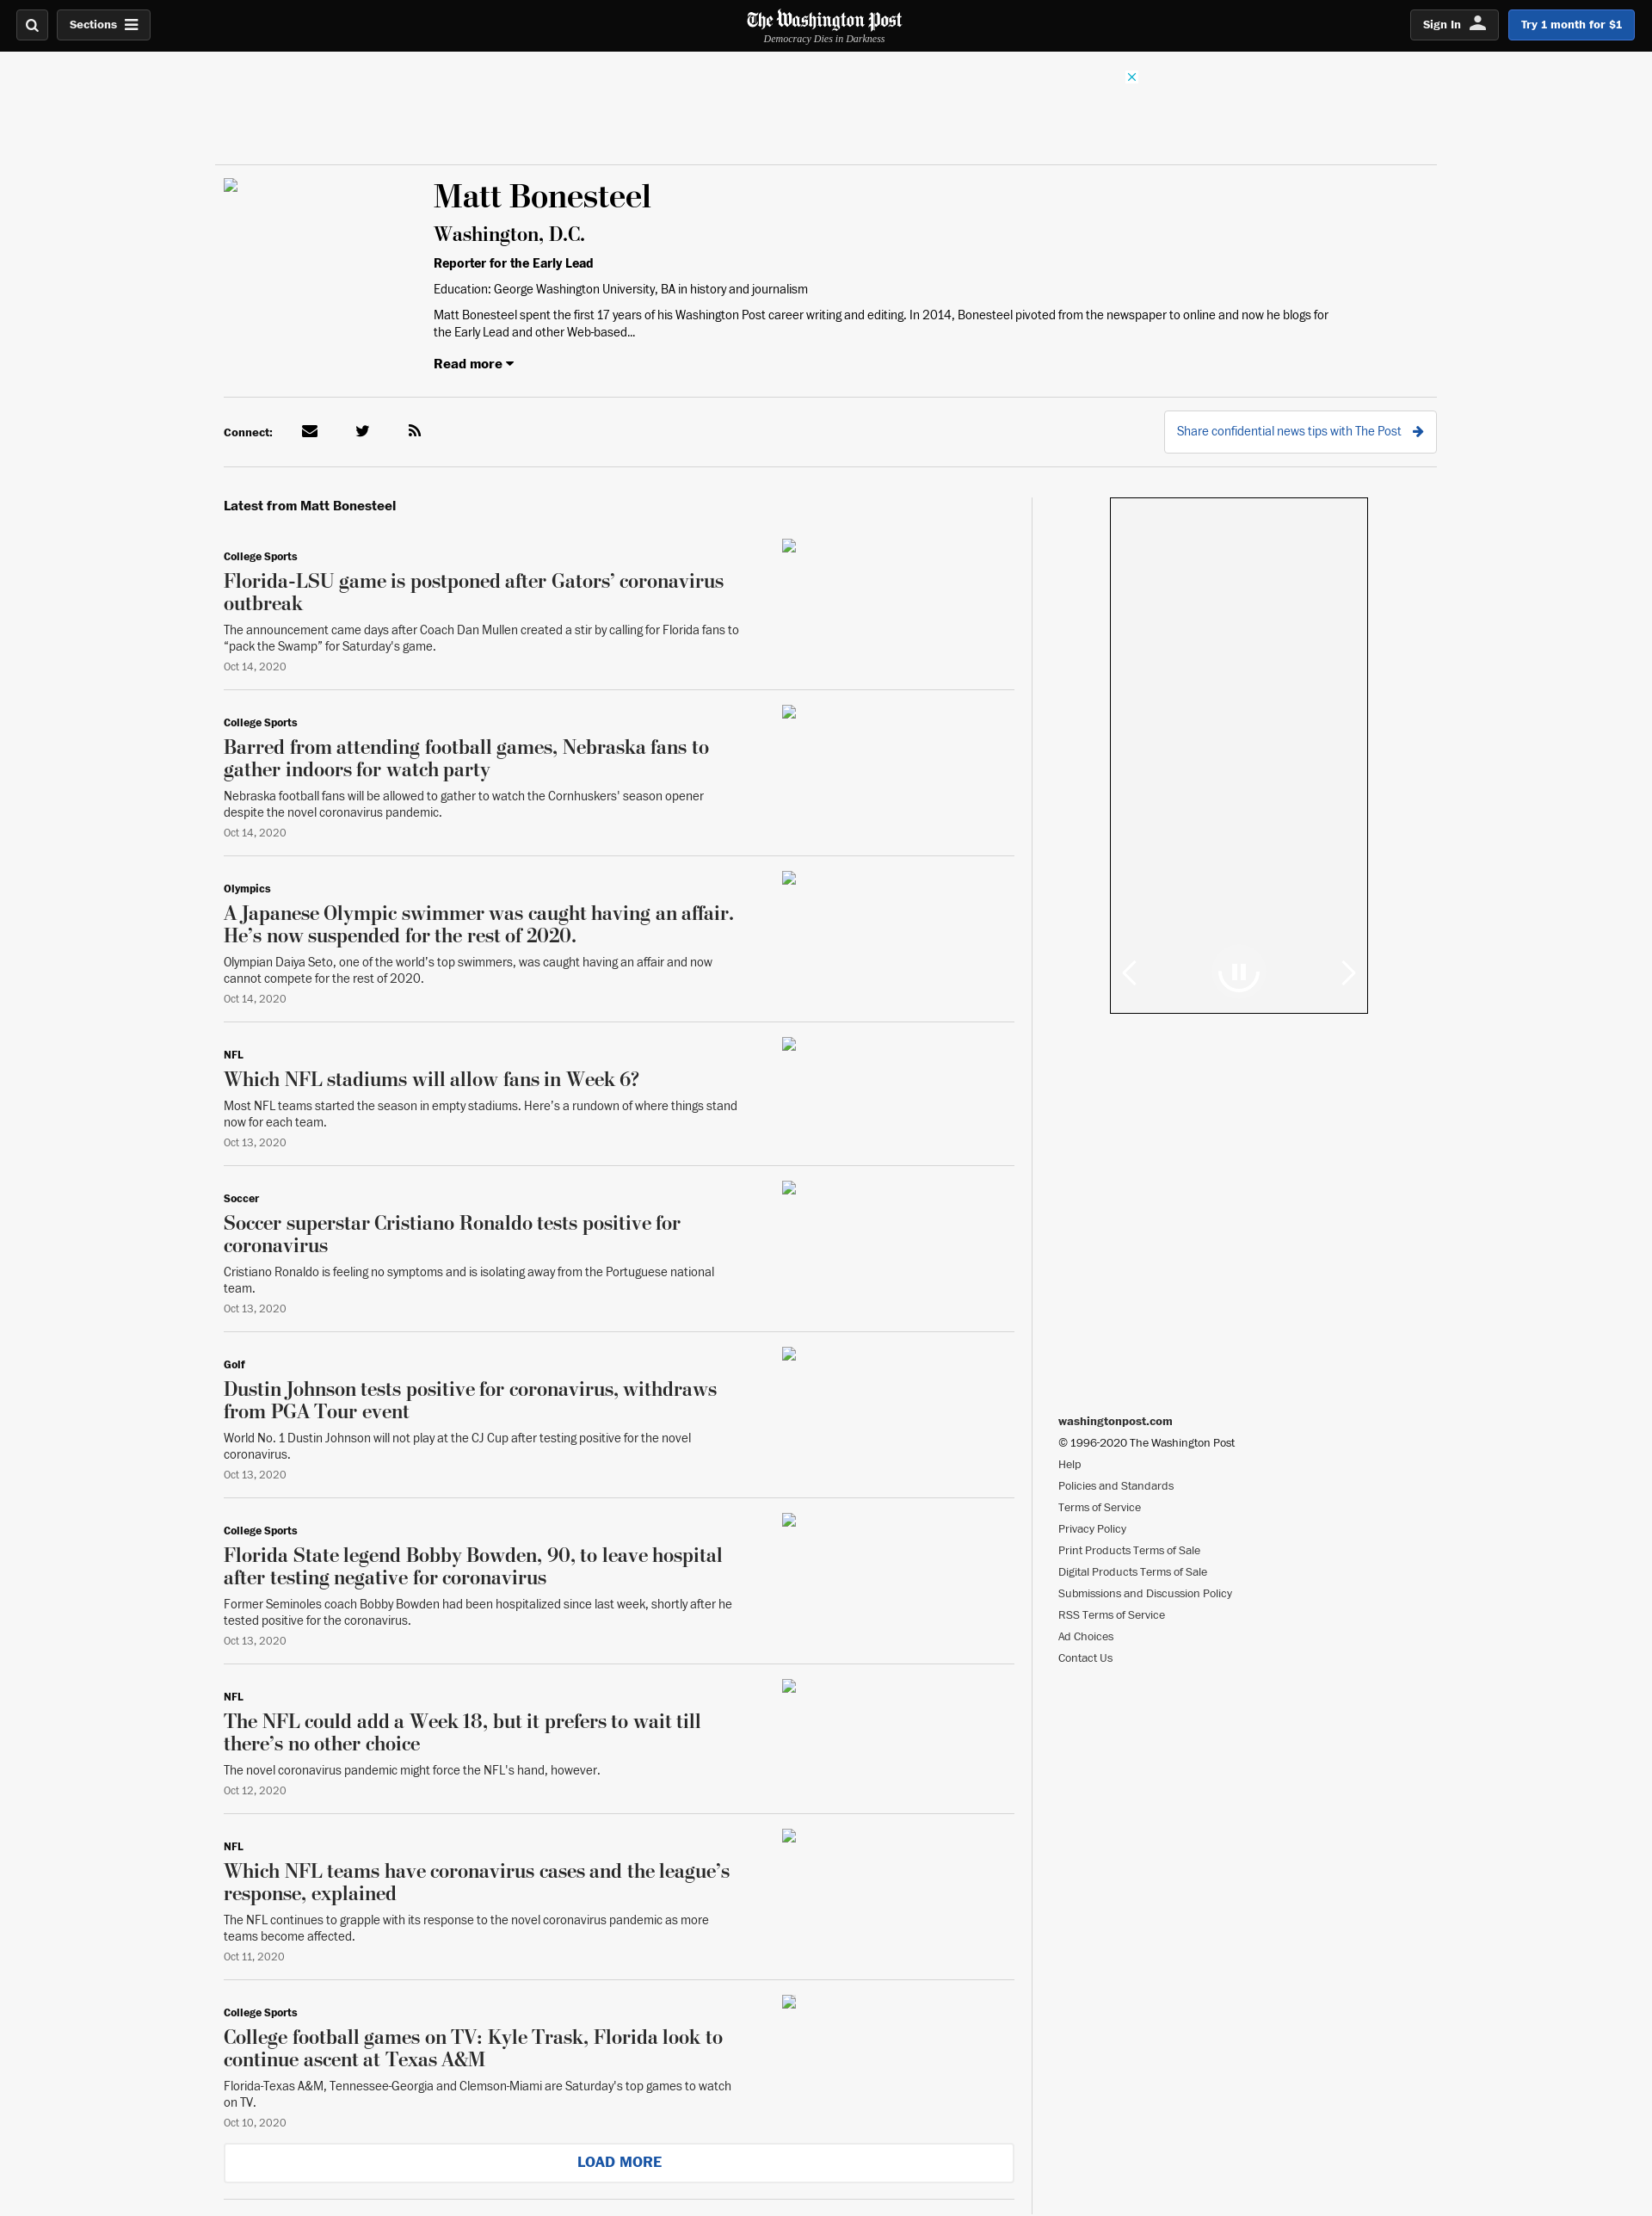 Sections
The Washington Post
Democracy Dies in Darkness
Sign In
Try 1 month for $1
Matt Bonesteel
Washington, D.C.
Reporter for the Early Lead
Education: George Washington University, BA in history and journalism
Matt Bonesteel spent the first 17 years of his Washington Post career writing and editing. In 2014, Bonesteel pivoted from the newspaper to online and now he blogs for
the Early Lead and other Web-based...
Read more
Connect:
Share confidential news tips with The Post
Latest from Matt Bonesteel
College Sports
Florida-LSU game is postponed after Gators’ coronavirus
outbreak
The announcement came days after Coach Dan Mullen created a stir by calling for Florida fans to
“pack the Swamp” for Saturday's game.
Oct 14, 2020
College Sports
Barred from attending football games, Nebraska fans to
gather indoors for watch party
Nebraska football fans will be allowed to gather to watch the Cornhuskers' season opener
despite the novel coronavirus pandemic.
Oct 14, 2020
Olympics
A Japanese Olympic swimmer was caught having an affair.
He’s now suspended for the rest of 2020.
Olympian Daiya Seto, one of the world’s top swimmers, was caught having an affair and now
cannot compete for the rest of 2020.
Oct 14, 2020
NFL
Which NFL stadiums will allow fans in Week 6?
Most NFL teams started the season in empty stadiums. Here’s a rundown of where things stand
now for each team.
Oct 13, 2020
Soccer
Soccer superstar Cristiano Ronaldo tests positive for
coronavirus
Cristiano Ronaldo is feeling no symptoms and is isolating away from the Portuguese national
team.
Oct 13, 2020
Golf
Dustin Johnson tests positive for coronavirus, withdraws
from PGA Tour event
World No. 1 Dustin Johnson will not play at the CJ Cup after testing positive for the novel
coronavirus.
Oct 13, 2020
College Sports
Florida State legend Bobby Bowden, 90, to leave hospital
after testing negative for coronavirus
Former Seminoles coach Bobby Bowden had been hospitalized since last week, shortly after he
tested positive for the coronavirus.
Oct 13, 2020
NFL
The NFL could add a Week 18, but it prefers to wait till
there’s no other choice
The novel coronavirus pandemic might force the NFL's hand, however.
Oct 12, 2020
NFL
Which NFL teams have coronavirus cases and the league’s
response, explained
The NFL continues to grapple with its response to the novel coronavirus pandemic as more
teams become affected.
Oct 11, 2020
College Sports
College football games on TV: Kyle Trask, Florida look to
continue ascent at Texas A&M
Florida-Texas A&M, Tennessee-Georgia and Clemson-Miami are Saturday's top games to watch
on TV.
Oct 10, 2020
LOAD MORE
washingtonpost.com
© 1996-2020 The Washington Post
Help
Policies and Standards
Terms of Service
Privacy Policy
Print Products Terms of Sale
Digital Products Terms of Sale
Submissions and Discussion Policy
RSS Terms of Service
Ad Choices
Contact Us